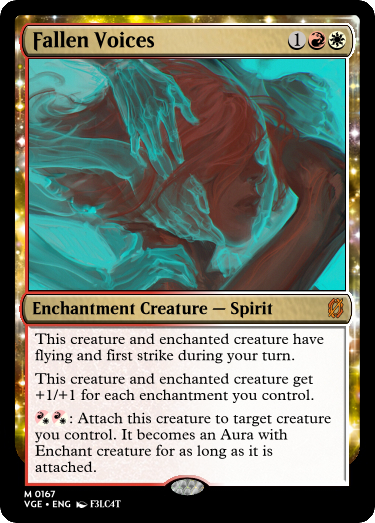 Fallen Voices 1
Enchantment Creature — Spirit
This creature and enchanted creature have
flying and first strike during your turn.
This creature and enchanted creature get
+1/+1 for each enchantment you control.
: Attach this creature to target creature
you control. It becomes an Aura with
Enchant creature for as long as it is
attached.
M 0167
VGE • ENG F3LC4T